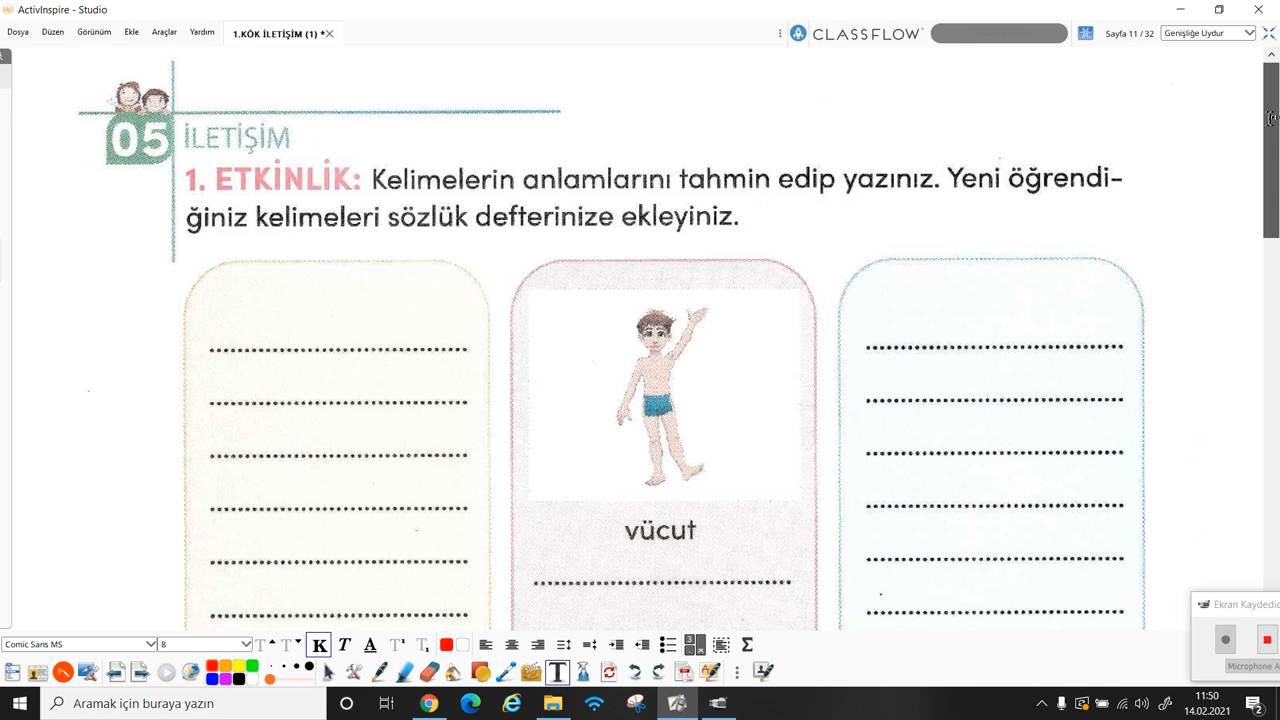 ActivInspire - Studio
Dosya Düzen Görünüm Ekle Araçlar Yardım
1.KÖK İLETİŞİM (1) *
CLASSFLOW
Sayfa 11 / 32
Genişliğe Uydur
05 İLETİŞİM
1. ETKİNLİK: Kelimelerin anlamlarını tahmin edip yazınız. Yeni öğrendi-
ğiniz kelimeleri sözlük defterinize ekleyiniz.
vücut
Ekran Kaydedic
Microphone A
Comic Sans MS
8
Aramak için buraya yazın
11:50
14.02.2021
2